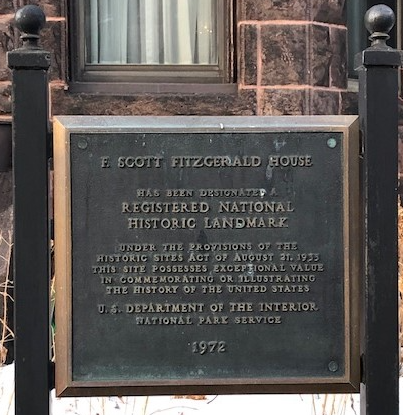 F. SCOTT FITZGERALD HOUSE
HAS BEEN DESIGNATED A
REGISTERED NATIONAL
HISTORIC LANDMARK
UNDER THE PROVISIONS OF THE
HISTORIC SITES ACT OF AUGUST 21, 1935
THIS SITE POSSESSES EXCEPTIONAL VALUE
IN COMMEMORATING OR ILLUSTRATING
THE HISTORY OF THE UNITED STATES
U. S. DEPARTMENT OF THE INTERIOR
NATIONAL PARK SERVICE
1972